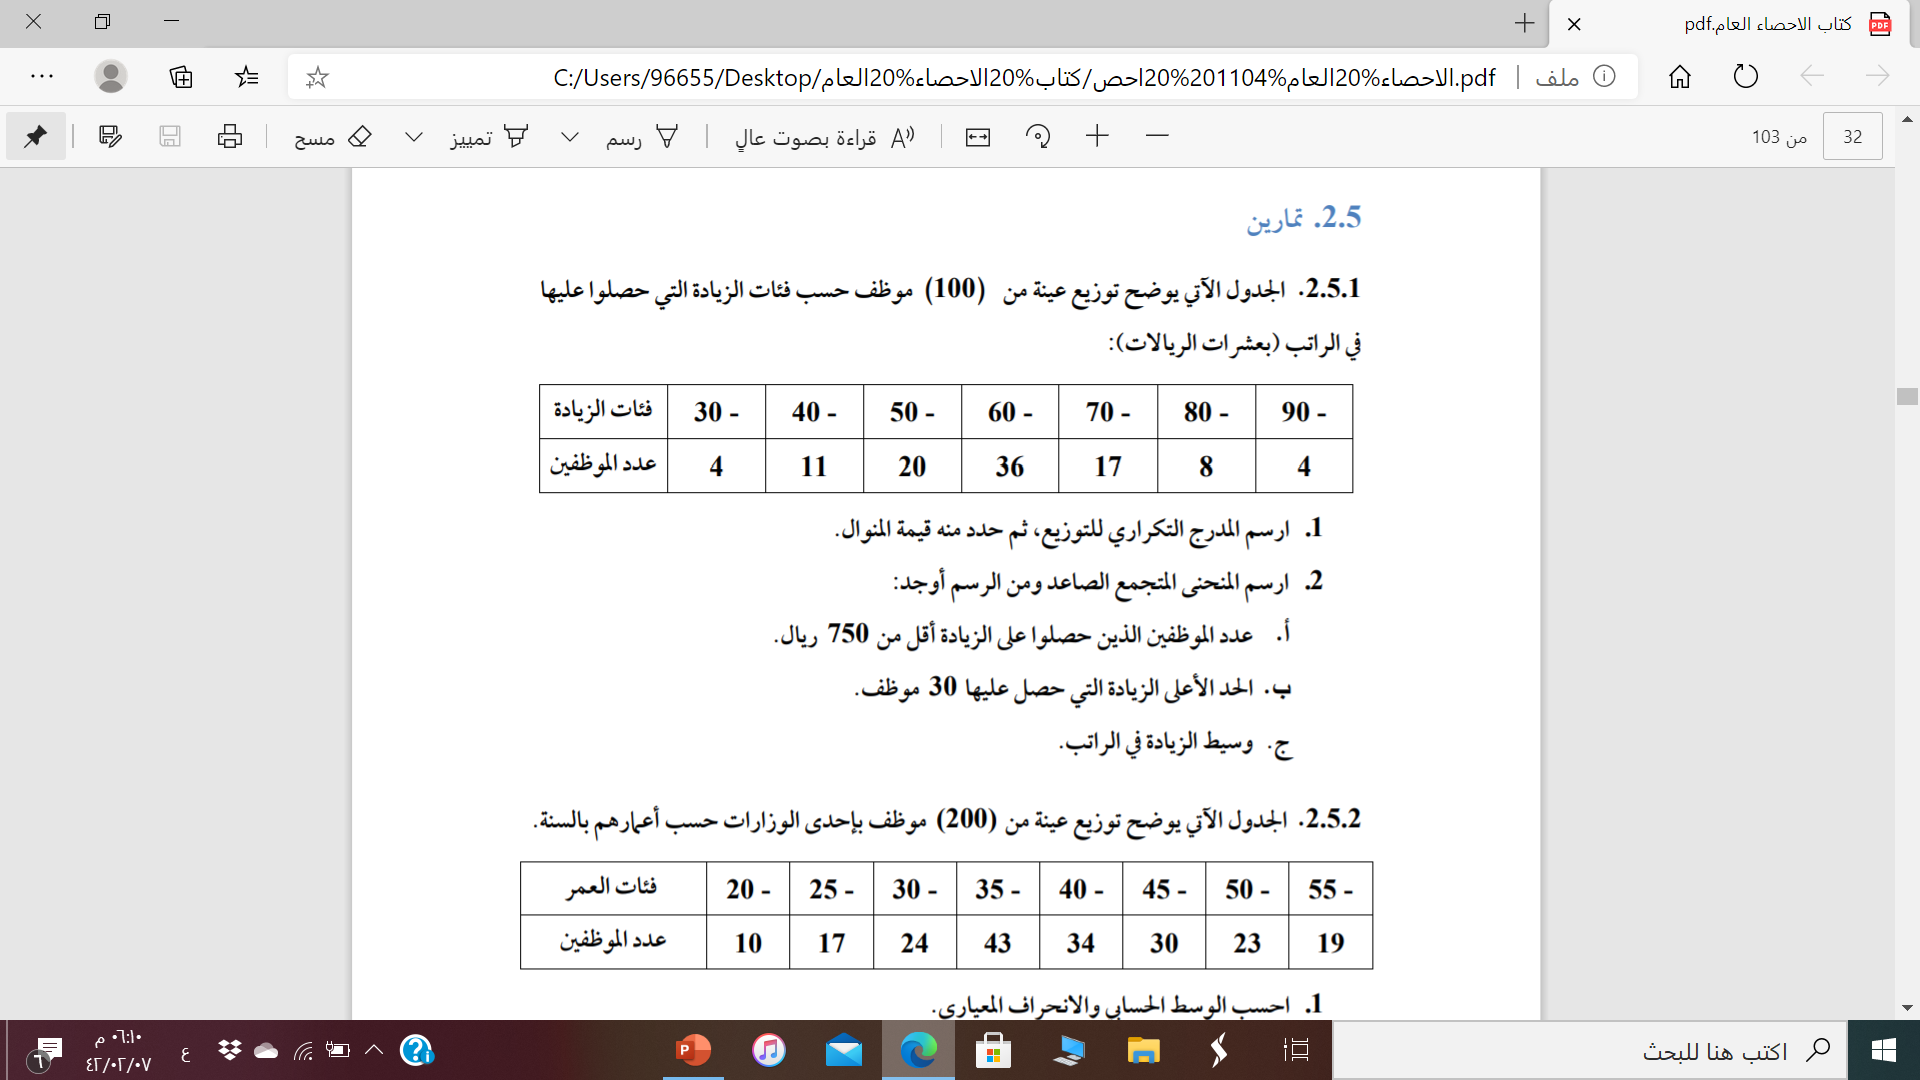 كتاب الاحصاء العام.pdf
ملف
C:/Users/96655/Desktop/الاحصاء%20العام%201104%20احص/كتاب%20الاحصاء%20العام.pdf
32 من 103
قراءة بصوت عالٍ
رسم
تمييز
مسح
2.5. تمارين
2.5.1. الجدول الآتي يوضح توزيع عينة من (100) موظف حسب فئات الزيادة التي حصلوا عليها
في الراتب (بعشرات الريالات):
فئات الزيادة 30 - 40 - 50 - 60 - 70 - 80 - 90 -
عدد الموظفين 4 11 20 36 17 8 4
1. ارسم المدرج التكراري للتوزيع، ثم حدد منه قيمة المنوال.
2. ارسم المنحنى المتجمع الصاعد ومن الرسم أوجد:
أ. عدد الموظفين الذين حصلوا على الزيادة أقل من 750 ريال.
ب. الحد الأعلى الزيادة التي حصل عليها 30 موظف.
ج. وسيط الزيادة في الراتب.
2.5.2. الجدول الآتي يوضح توزيع عينة من (200) موظف بإحدى الوزارات حسب أعمارهم بالسنة.
فئات العمر 20 - 25 - 30 - 35 - 40 - 45 - 50 - 55 -
عدد الموظفين 10 17 24 43 34 30 23 19
1. احسب الوسط الحسابي والانحراف المعياري.
اكتب هنا للبحث
ع
٠٦:١٠ م
٤٢/٠٢/٠٧
٦